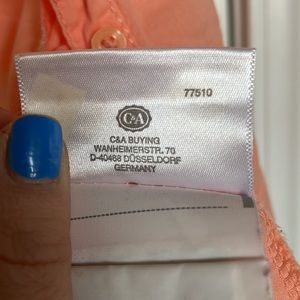 77510
C&A
C&A BUYING
WANHEIMERSTR. 70
D-40468 DÜSSELDORF
GERMANY